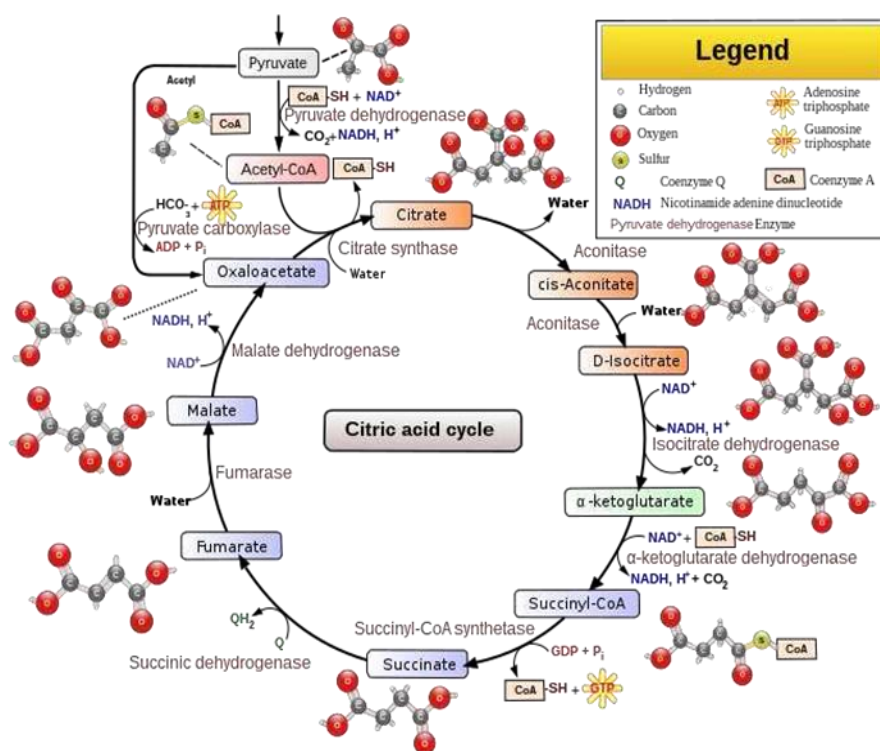 Legend
Hydrogen
Carbon
Oxygen
S Sulfur
Q Coenzyme Q
NADH Nicotinamide adenine dinucleotide
Pyruvate dehydrogenase Enzyme
ATP Adenosine triphosphate
GTP Guanosine triphosphate
CoA Coenzyme A
Pyruvate
Acetyl
CoA-SH + NAD⁺
Pyruvate dehydrogenase
CO₂+NADH, H⁺
S CoA
Acetyl-CoA
CoA-SH
HCO₃⁻ + ATP
Pyruvate carboxylase
ADP + Pᵢ
Citrate
Citrate synthase
Water
Water
Aconitase
Oxaloacetate
cis-Aconitate
Water
Aconitase
NADH, H⁺
NAD⁺
Malate dehydrogenase
D-Isocitrate
NAD⁺
NADH, H⁺
Isocitrate dehydrogenase
CO₂
Malate
Citric acid cycle
Fumarase
Water
α-ketoglutarate
NAD⁺+ CoA-SH
α-ketoglutarate dehydrogenase
NADH, H⁺ + CO₂
Fumarate
Succinyl-CoA
QH₂
Q
Succinic dehydrogenase
Succinyl-CoA synthetase
GDP + Pᵢ
CoA-SH + GTP
Succinate
S CoA